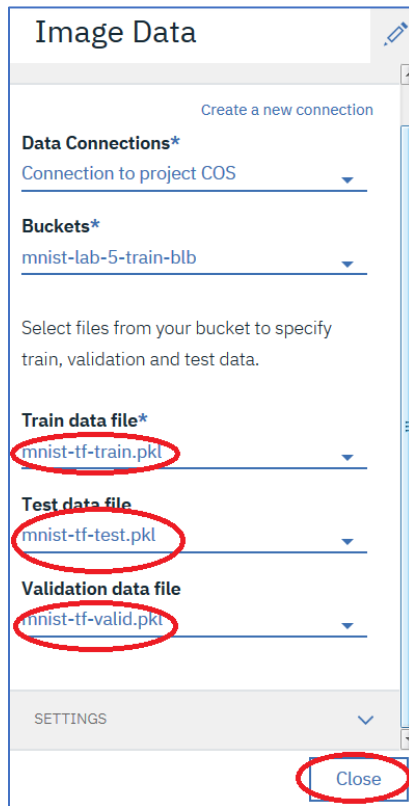 Image Data
Create a new connection
Data Connections*
Connection to project COS
Buckets*
mnist-lab-5-train-blb
Select files from your bucket to specify
train, validation and test data.
Train data file*
mnist-tf-train.pkl
Test data file
mnist-tf-test.pkl
Validation data file
mnist-tf-valid.pkl
SETTINGS
Close